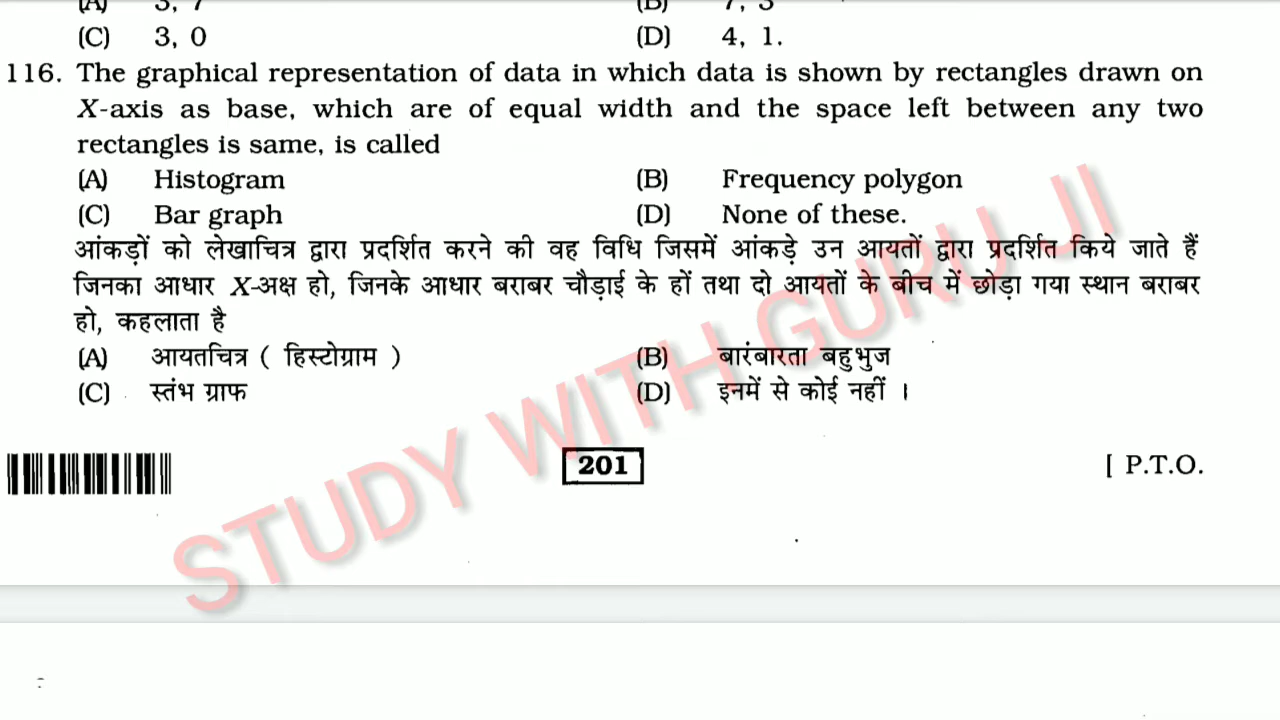 (A) 3, 7 (B) 7, 3
(C) 3, 0 (D) 4, 1.
116. The graphical representation of data in which data is shown by rectangles drawn on
X-axis as base, which are of equal width and the space left between any two
rectangles is same, is called
(A) Histogram (B) Frequency polygon
(C) Bar graph (D) None of these.
आंकड़ों को लेखाचित्र द्वारा प्रदर्शित करने की वह विधि जिसमें आंकड़े उन आयतों द्वारा प्रदर्शित किये जाते हैं
जिनका आधार X-अक्ष हो, जिनके आधार बराबर चौड़ाई के हों तथा दो आयतों के बीच में छोड़ा गया स्थान बराबर
हो, कहलाता है
(A) आयतचित्र ( हिस्टोग्राम ) (B) बारंबारता बहुभुज
(C) स्तंभ ग्राफ (D) इनमें से कोई नहीं ।
201 [ P.T.O.
STUDY WITH GURU JI